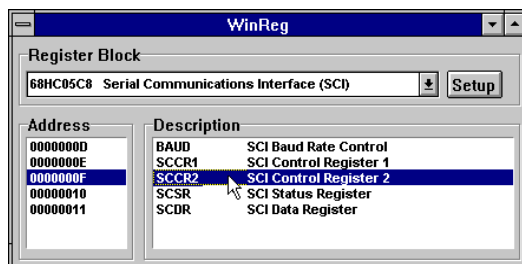 WinReg
Register Block
68HC05C8 Serial Communications Interface (SCI)
Setup
Address
Description
0000000D BAUD SCI Baud Rate Control
0000000E SCCR1 SCI Control Register 1
0000000F SCCR2 SCI Control Register 2
00000010 SCSR SCI Status Register
00000011 SCDR SCI Data Register